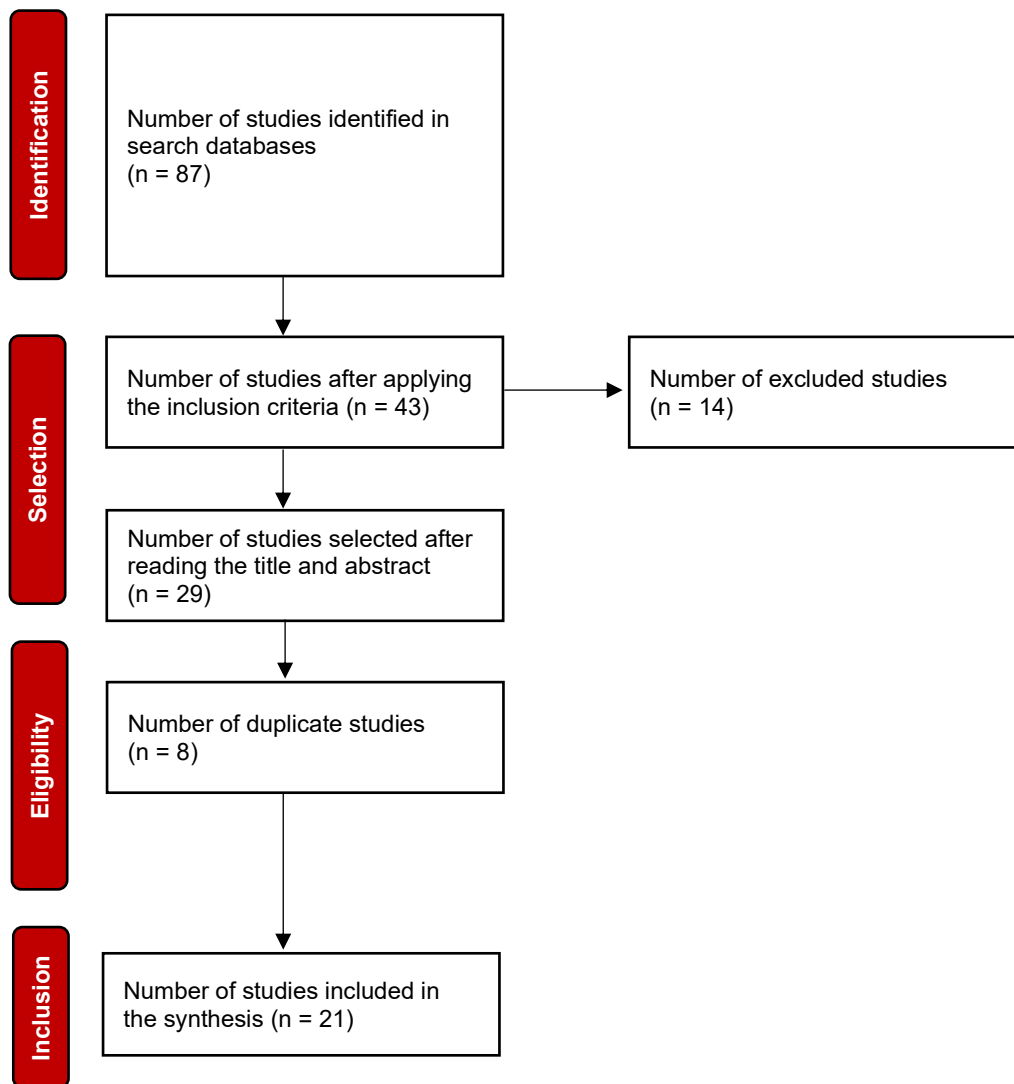 Identification
Number of studies identified in
search databases
(n = 87)
Selection
Number of studies after applying
the inclusion criteria (n = 43)
Number of excluded studies
(n = 14)
Number of studies selected after
reading the title and abstract
(n = 29)
Eligibility
Number of duplicate studies
(n = 8)
Inclusion
Number of studies included in
the synthesis (n = 21)